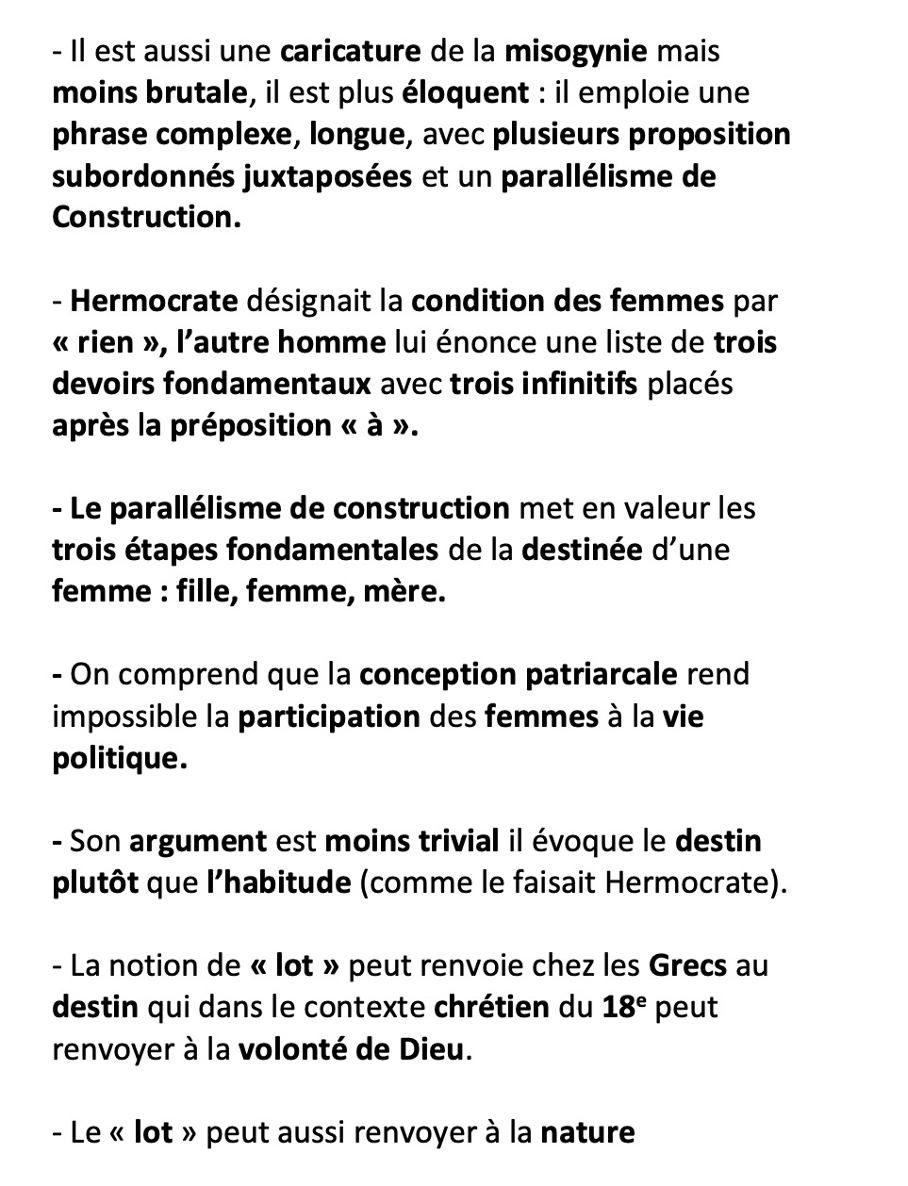 - Il est aussi une caricature de la misogynie mais
moins brutale, il est plus éloquent : il emploie une
phrase complexe, longue, avec plusieurs proposition
subordonnés juxtaposées et un parallélisme de
Construction.
- Hermocrate désignait la condition des femmes par
« rien », l’autre homme lui énonce une liste de trois
devoirs fondamentaux avec trois infinitifs placés
après la préposition « à ».
- Le parallélisme de construction met en valeur les
trois étapes fondamentales de la destinée d’une
femme : fille, femme, mère.
- On comprend que la conception patriarcale rend
impossible la participation des femmes à la vie
politique.
- Son argument est moins trivial il évoque le destin
plutôt que l’habitude (comme le faisait Hermocrate).
- La notion de « lot » peut renvoie chez les Grecs au
destin qui dans le contexte chrétien du 18e peut
renvoyer à la volonté de Dieu.
- Le « lot » peut aussi renvoyer à la nature